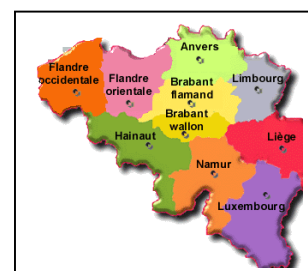 Anvers
Flandre
occidentale
Flandre
orientale
Brabant
flamand
Limbourg
Brabant
wallon
Hainaut
Liège
Namur
Luxembourg